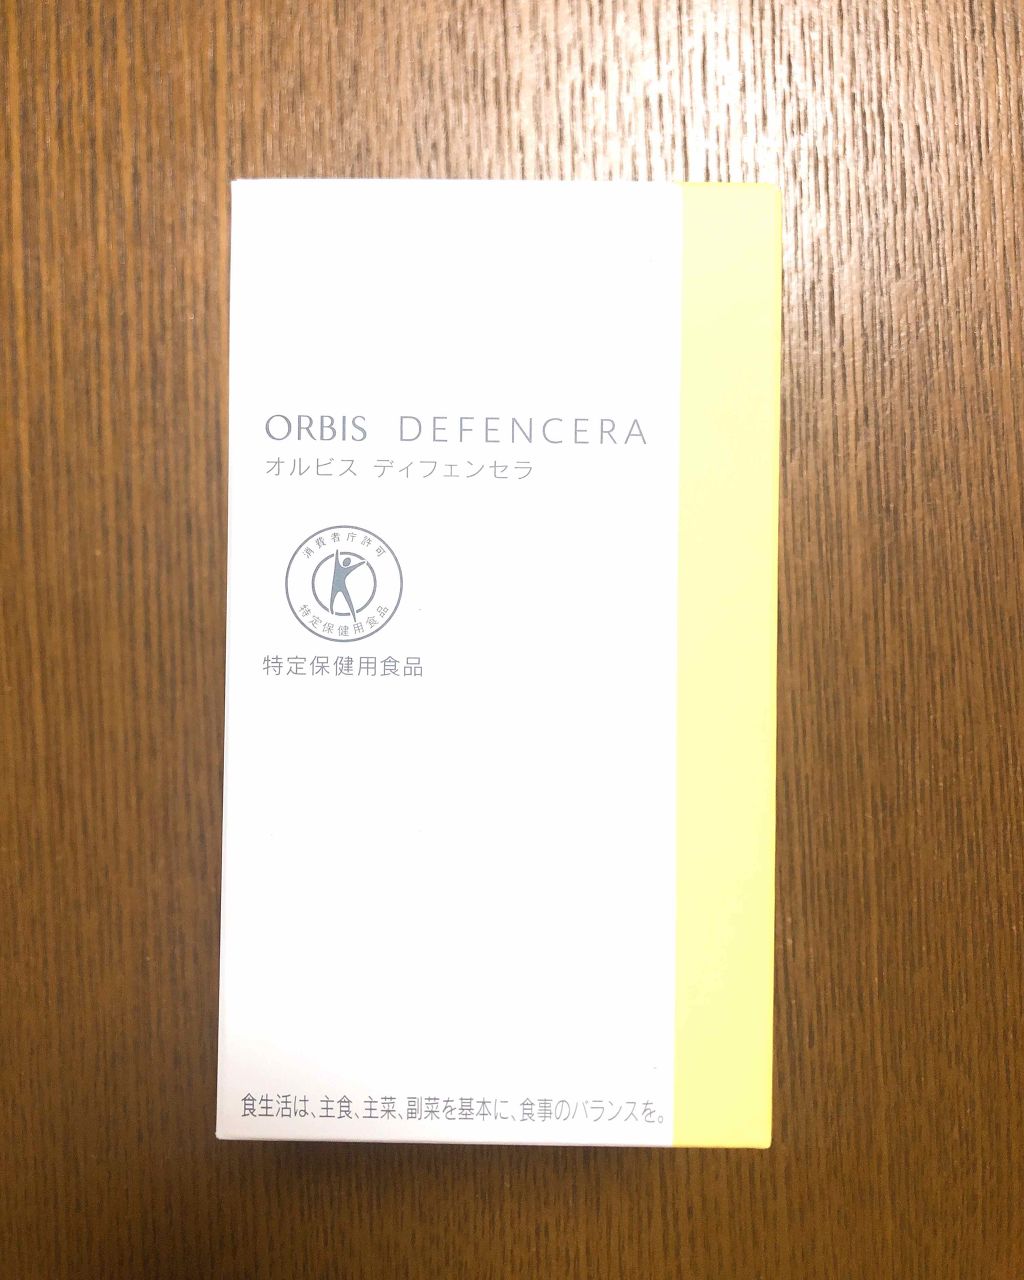 ORBIS DEFENCERA
オルビス ディフェンセラ
消費者庁許可
特定保健用食品
特定保健用食品
食生活は、主食、主菜、副菜を基本に、食事のバランスを。